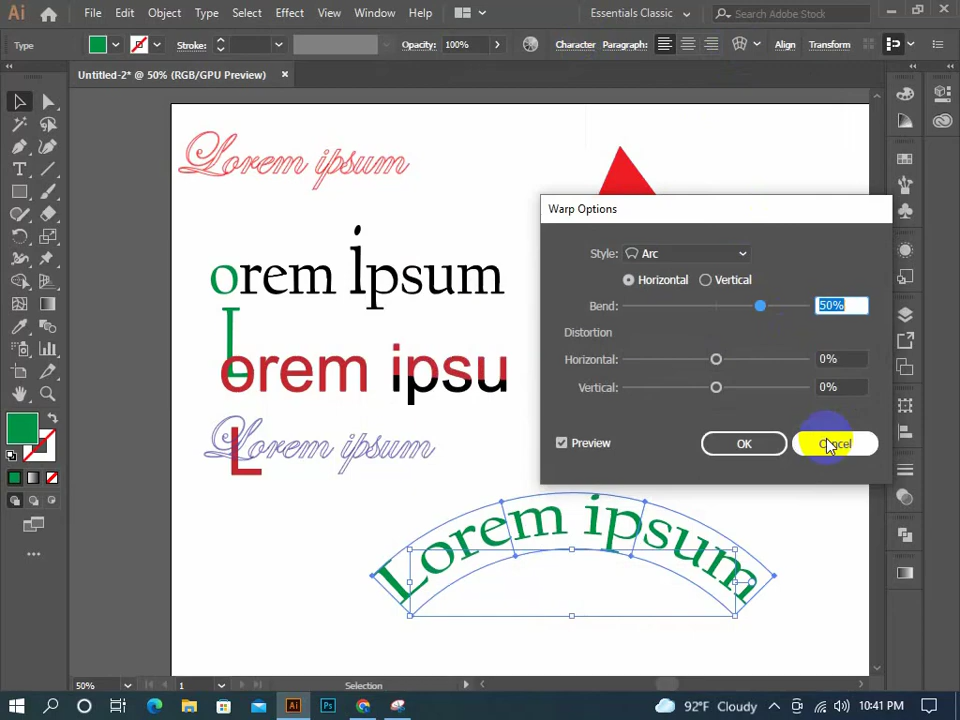 Ai File Edit Object Type Select Effect View Window Help Essentials Classic Search Adobe Stock
Type Stroke: Opacity: 100% Character Paragraph: Align Transform
Untitled-2* @ 50% (RGB/GPU Preview)
Lorem ipsum
orem ipsum
L
orem ipsu
L
Lorem ipsum
Lorem ipsum
Warp Options
Style: Arc
Horizontal Vertical
Bend: 50%
Distortion
Horizontal: 0%
Vertical: 0%
Preview OK Cancel
50% 1 Selection
Ai Ps 92°F Cloudy 10:41 PM